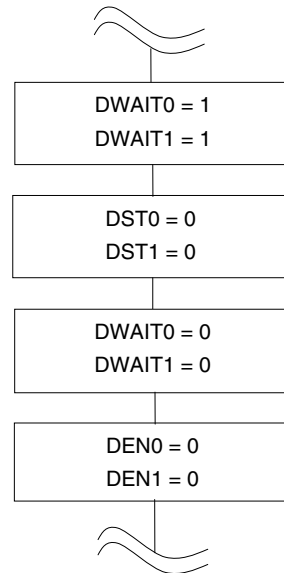 DWAIT0 = 1
DWAIT1 = 1
DST0 = 0
DST1 = 0
DWAIT0 = 0
DWAIT1 = 0
DEN0 = 0
DEN1 = 0